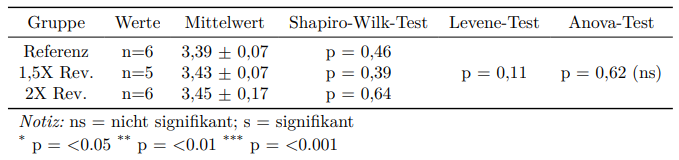 Gruppe Werte Mittelwert Shapiro-Wilk-Test Levene-Test Anova-Test
Referenz n=6 3,39 ± 0,07 p = 0,46
1,5X Rev. n=5 3,43 ± 0,07 p = 0,39 p = 0,11 p = 0,62 (ns)
2X Rev. n=6 3,45 ± 0,17 p = 0,64
Notiz: ns = nicht signifikant; s = signifikant
* p = <0.05 ** p = <0.01 *** p = <0.001